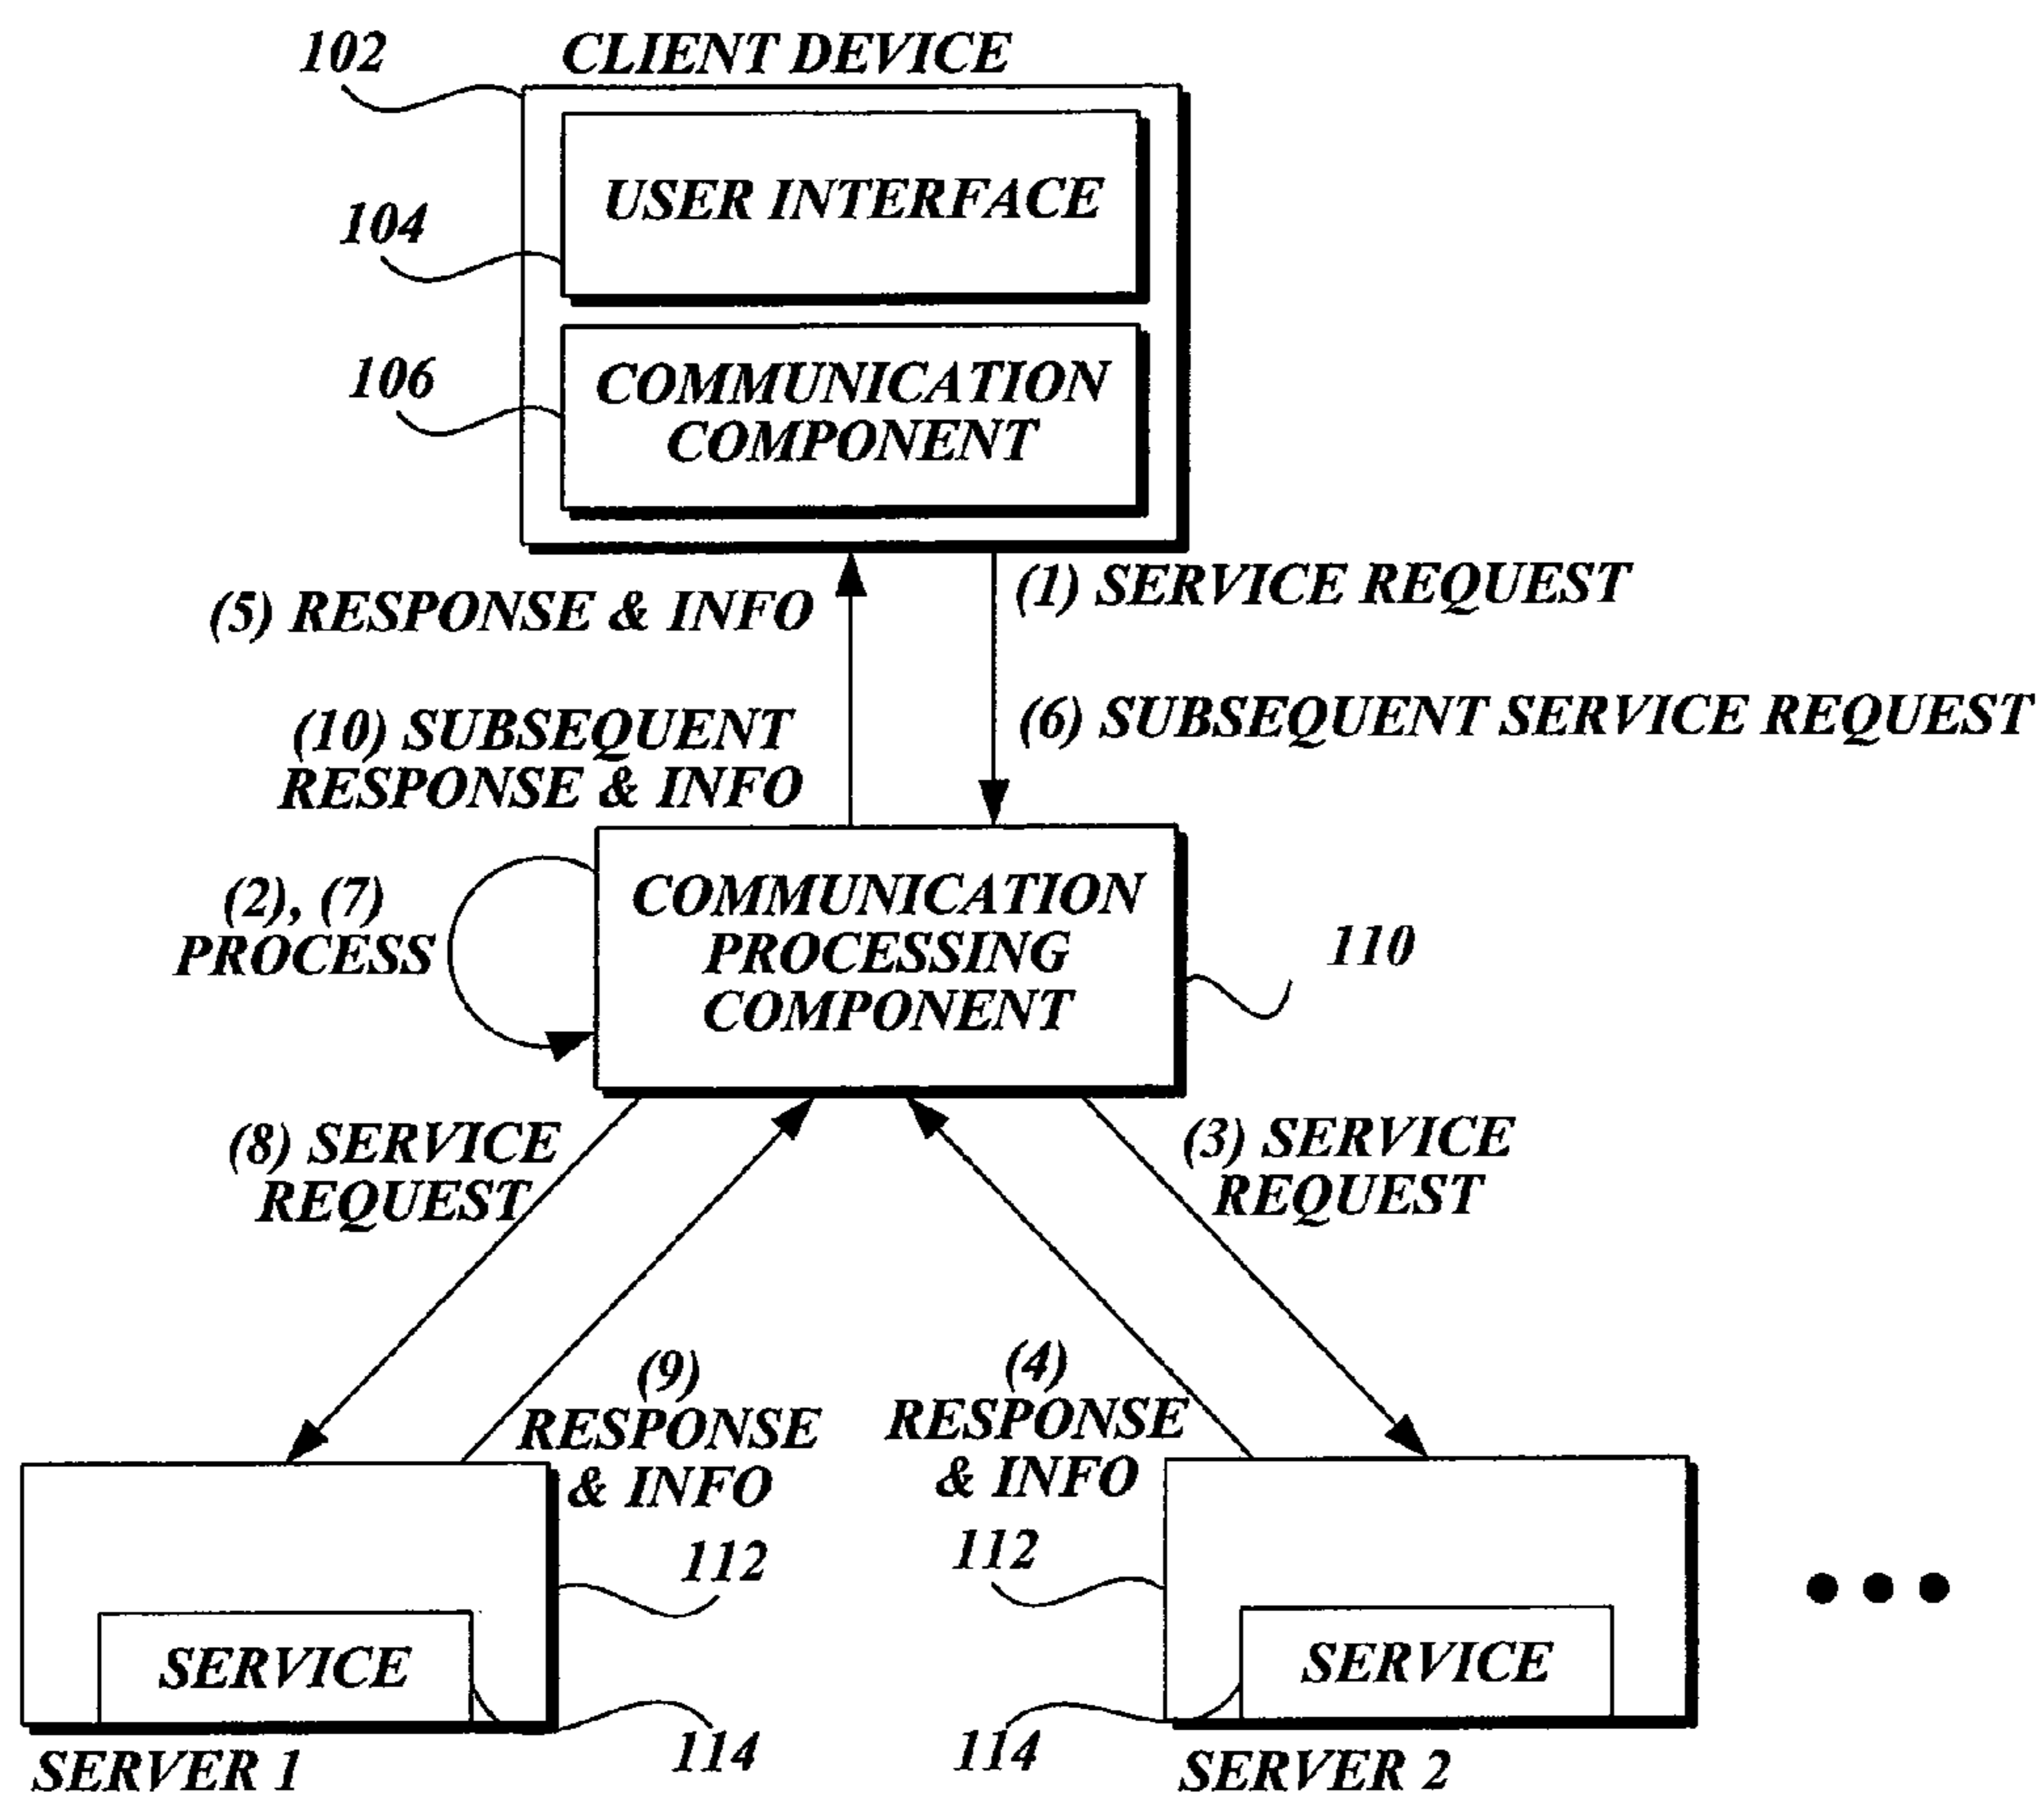 102
CLIENT DEVICE
USER INTERFACE
104
106
COMMUNICATION
COMPONENT
(5) RESPONSE & INFO
(1) SERVICE REQUEST
(10) SUBSEQUENT
RESPONSE & INFO
(6) SUBSEQUENT SERVICE REQUEST
(2), (7)
PROCESS
COMMUNICATION
PROCESSING
COMPONENT
110
(8) SERVICE
REQUEST
(3) SERVICE
REQUEST
(9)
RESPONSE
& INFO
(4)
RESPONSE
& INFO
112
112
SERVICE
SERVICE
114
114
SERVER 1
SERVER 2